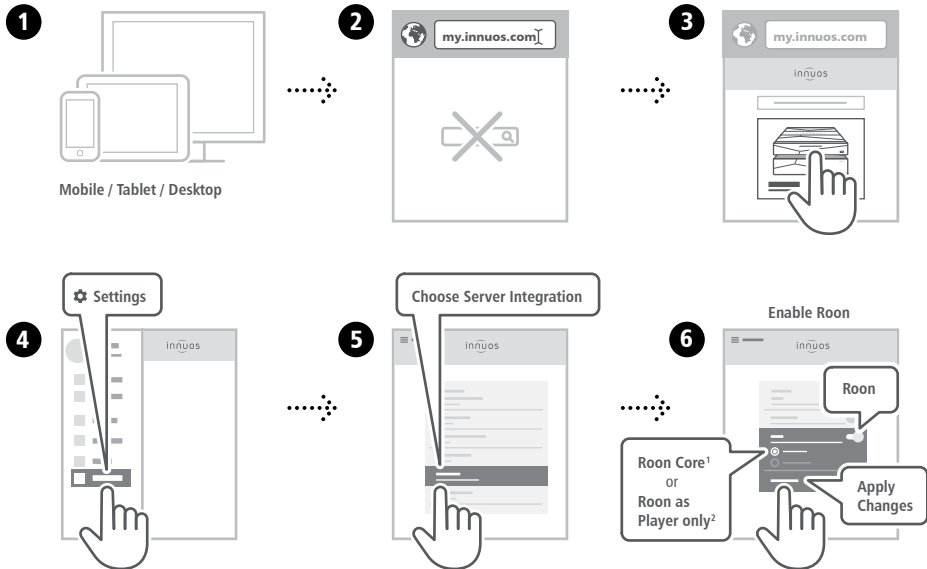 1
Mobile / Tablet / Desktop
2
my.innuos.com
3
my.innuos.com
innuos
4
Settings
innuos
5
Choose Server Integration
innuos
Enable Roon
6
innuos
Roon
Roon Core¹
or
Roon as
Player only²
Apply
Changes